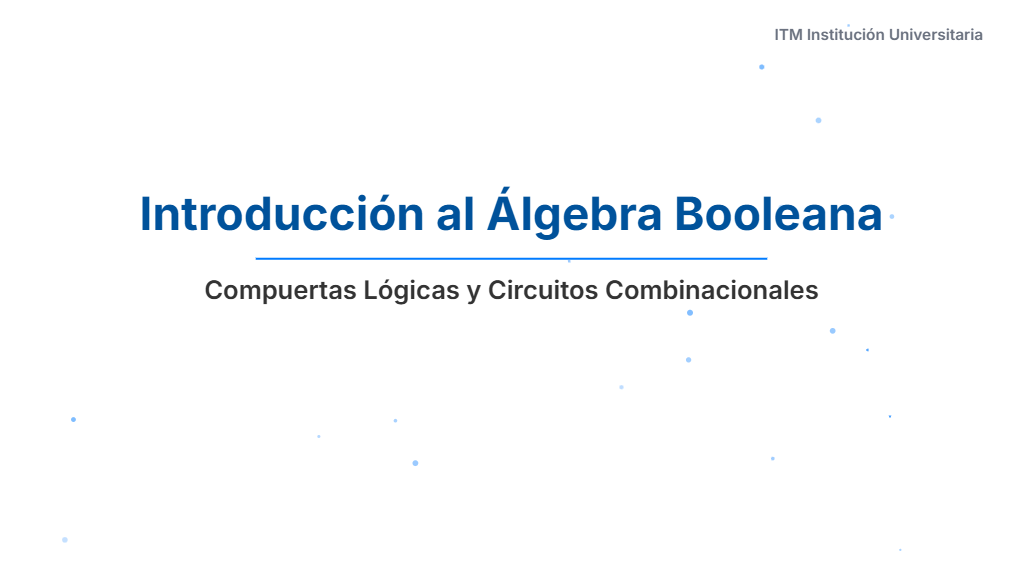 ITM Institución Universitaria
Introducción al Álgebra Booleana
Compuertas Lógicas y Circuitos Combinacionales